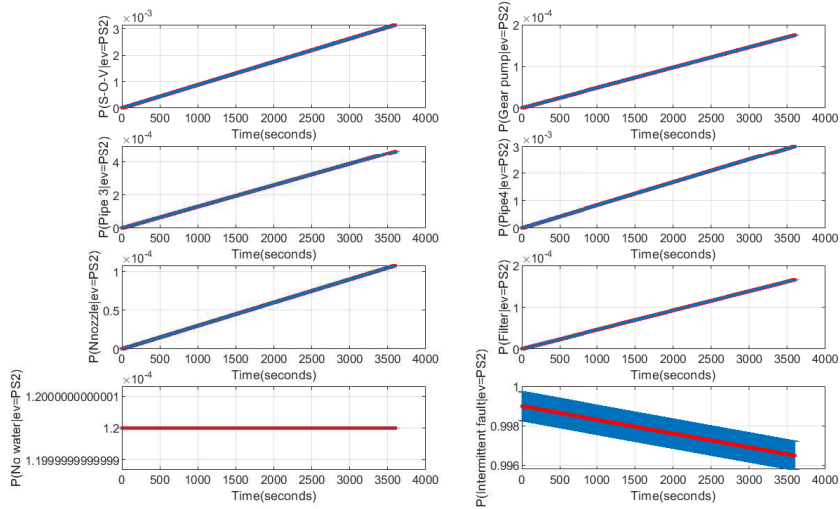 ×10⁻³
P(S-O-V|ev=PS2)
3
2
1
0
0 500 1000 1500 2000 2500 3000 3500 4000
Time(seconds)
×10⁻⁴
P(Gear pump|ev=PS2)
2
1
0
0 500 1000 1500 2000 2500 3000 3500 4000
Time(seconds)
×10⁻⁴
P(Pipe 3|ev=PS2)
4
2
0
0 500 1000 1500 2000 2500 3000 3500 4000
Time(seconds)
×10⁻³
P(Pipe4|ev=PS2)
3
2
1
0
0 500 1000 1500 2000 2500 3000 3500 4000
Time(seconds)
×10⁻⁴
P(Nnozzle|ev=PS2)
1
0.5
0
0 500 1000 1500 2000 2500 3000 3500 4000
Time(seconds)
×10⁻⁴
P(Filter|ev=PS2)
2
1
0
0 500 1000 1500 2000 2500 3000 3500 4000
Time(seconds)
×10⁻⁴
P(No water|ev=PS2)
1.2000000000001
1.2
1.1999999999999
0 500 1000 1500 2000 2500 3000 3500 4000
Time(seconds)
P(Intermittent fault|ev=PS2)
1
0.998
0.996
0 500 1000 1500 2000 2500 3000 3500 4000
Time(seconds)